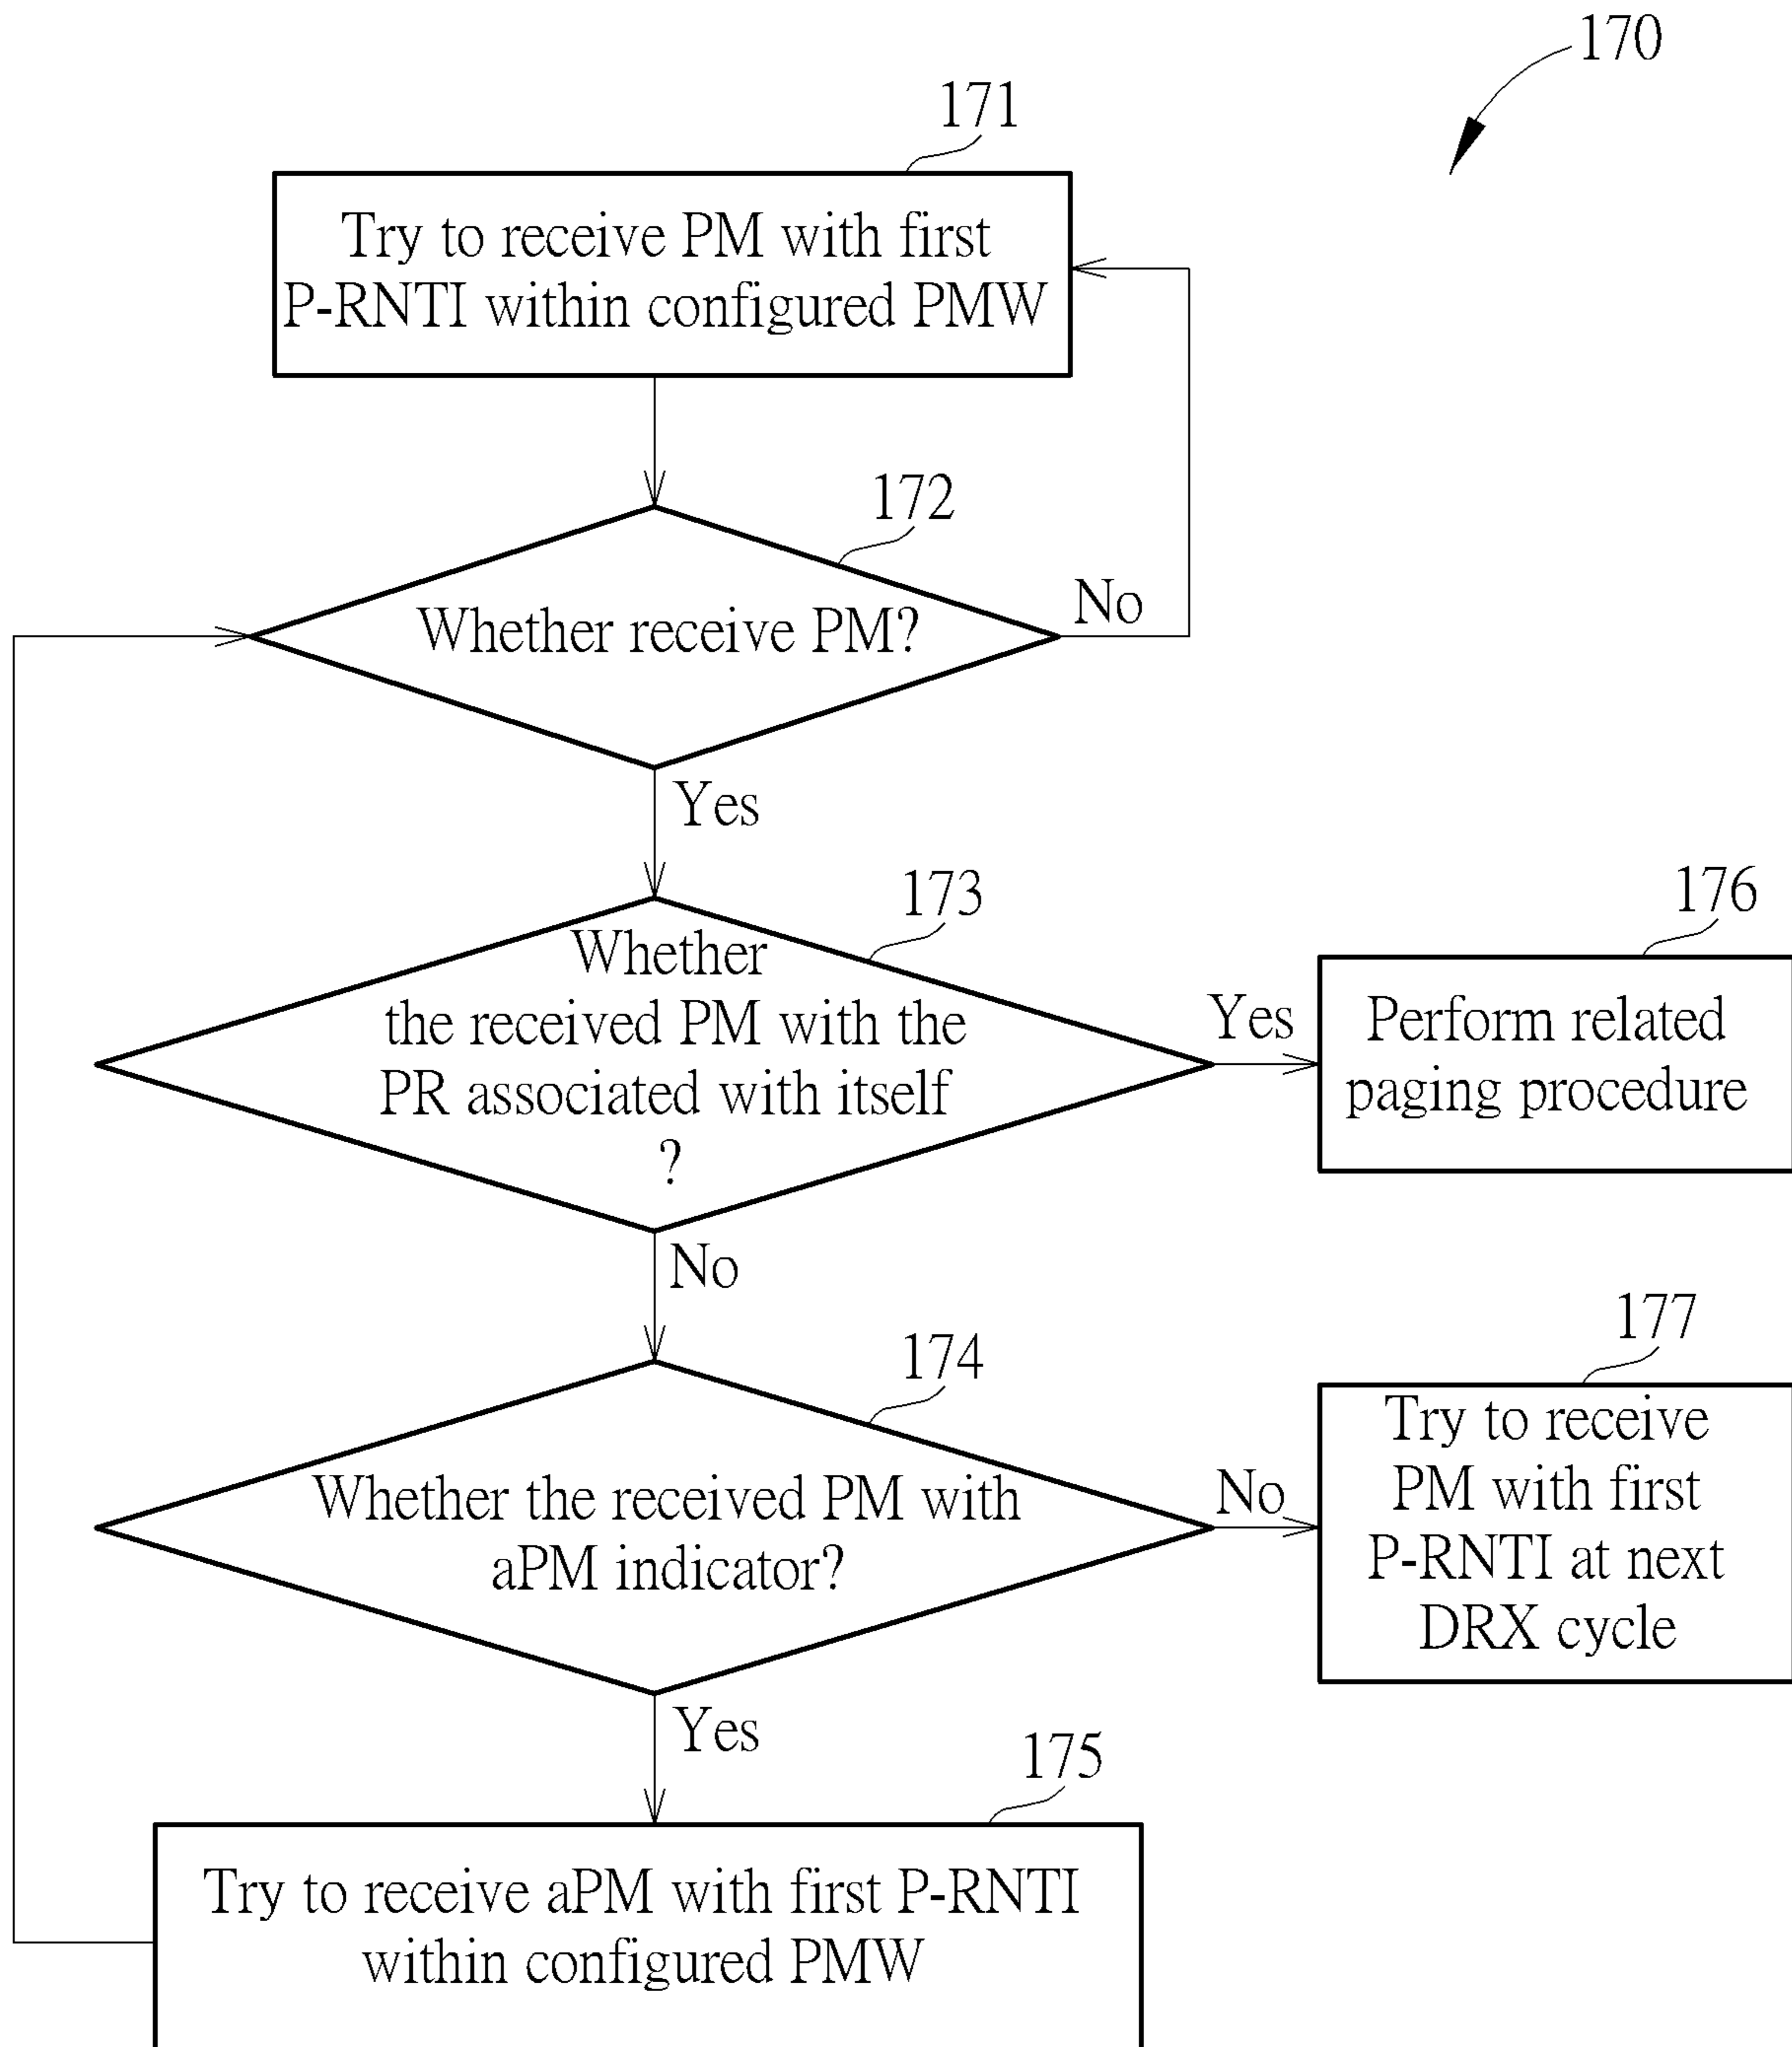 170
171
Try to receive PM with first
P-RNTI within configured PMW
172
Whether receive PM?
No
Yes
173
Whether
the received PM with the
PR associated with itself
?
Yes
176
Perform related
paging procedure
No
174
Whether the received PM with
aPM indicator?
No
177
Try to receive
PM with first
P-RNTI at next
DRX cycle
Yes
175
Try to receive aPM with first P-RNTI
within configured PMW